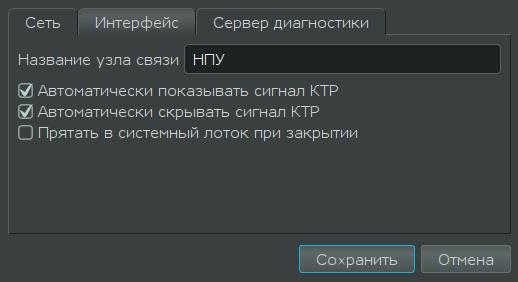 Сеть Интерфейс Сервер диагностики
Название узла связи НПУ
Автоматически показывать сигнал КТР
Автоматически скрывать сигнал КТР
Прятать в системный лоток при закрытии
Сохранить Отмена